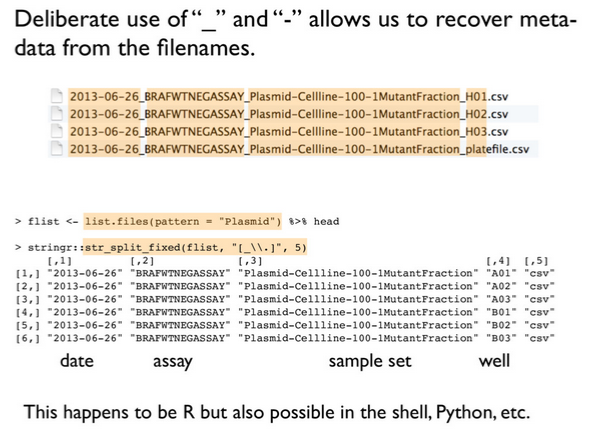 Deliberate use of “_” and “-” allows us to recover meta-
data from the filenames.
2013-06-26_BRAFWTNEGASSAY_Plasmid-Cellline-100-1MutantFraction_H01.csv
2013-06-26_BRAFWTNEGASSAY_Plasmid-Cellline-100-1MutantFraction_H02.csv
2013-06-26_BRAFWTNEGASSAY_Plasmid-Cellline-100-1MutantFraction_H03.csv
2013-06-26_BRAFWTNEGASSAY_Plasmid-Cellline-100-1MutantFraction_platefile.csv
> flist <- list.files(pattern = "Plasmid") %>% head
> stringr::str_split_fixed(flist, "[_\\.]", 5)
[,1] [,2] [,3] [,4] [,5]
[1,] "2013-06-26" "BRAFWTNEGASSAY" "Plasmid-Cellline-100-1MutantFraction" "A01" "csv"
[2,] "2013-06-26" "BRAFWTNEGASSAY" "Plasmid-Cellline-100-1MutantFraction" "A02" "csv"
[3,] "2013-06-26" "BRAFWTNEGASSAY" "Plasmid-Cellline-100-1MutantFraction" "A03" "csv"
[4,] "2013-06-26" "BRAFWTNEGASSAY" "Plasmid-Cellline-100-1MutantFraction" "B01" "csv"
[5,] "2013-06-26" "BRAFWTNEGASSAY" "Plasmid-Cellline-100-1MutantFraction" "B02" "csv"
[6,] "2013-06-26" "BRAFWTNEGASSAY" "Plasmid-Cellline-100-1MutantFraction" "B03" "csv"
date assay sample set well
This happens to be R but also possible in the shell, Python, etc.